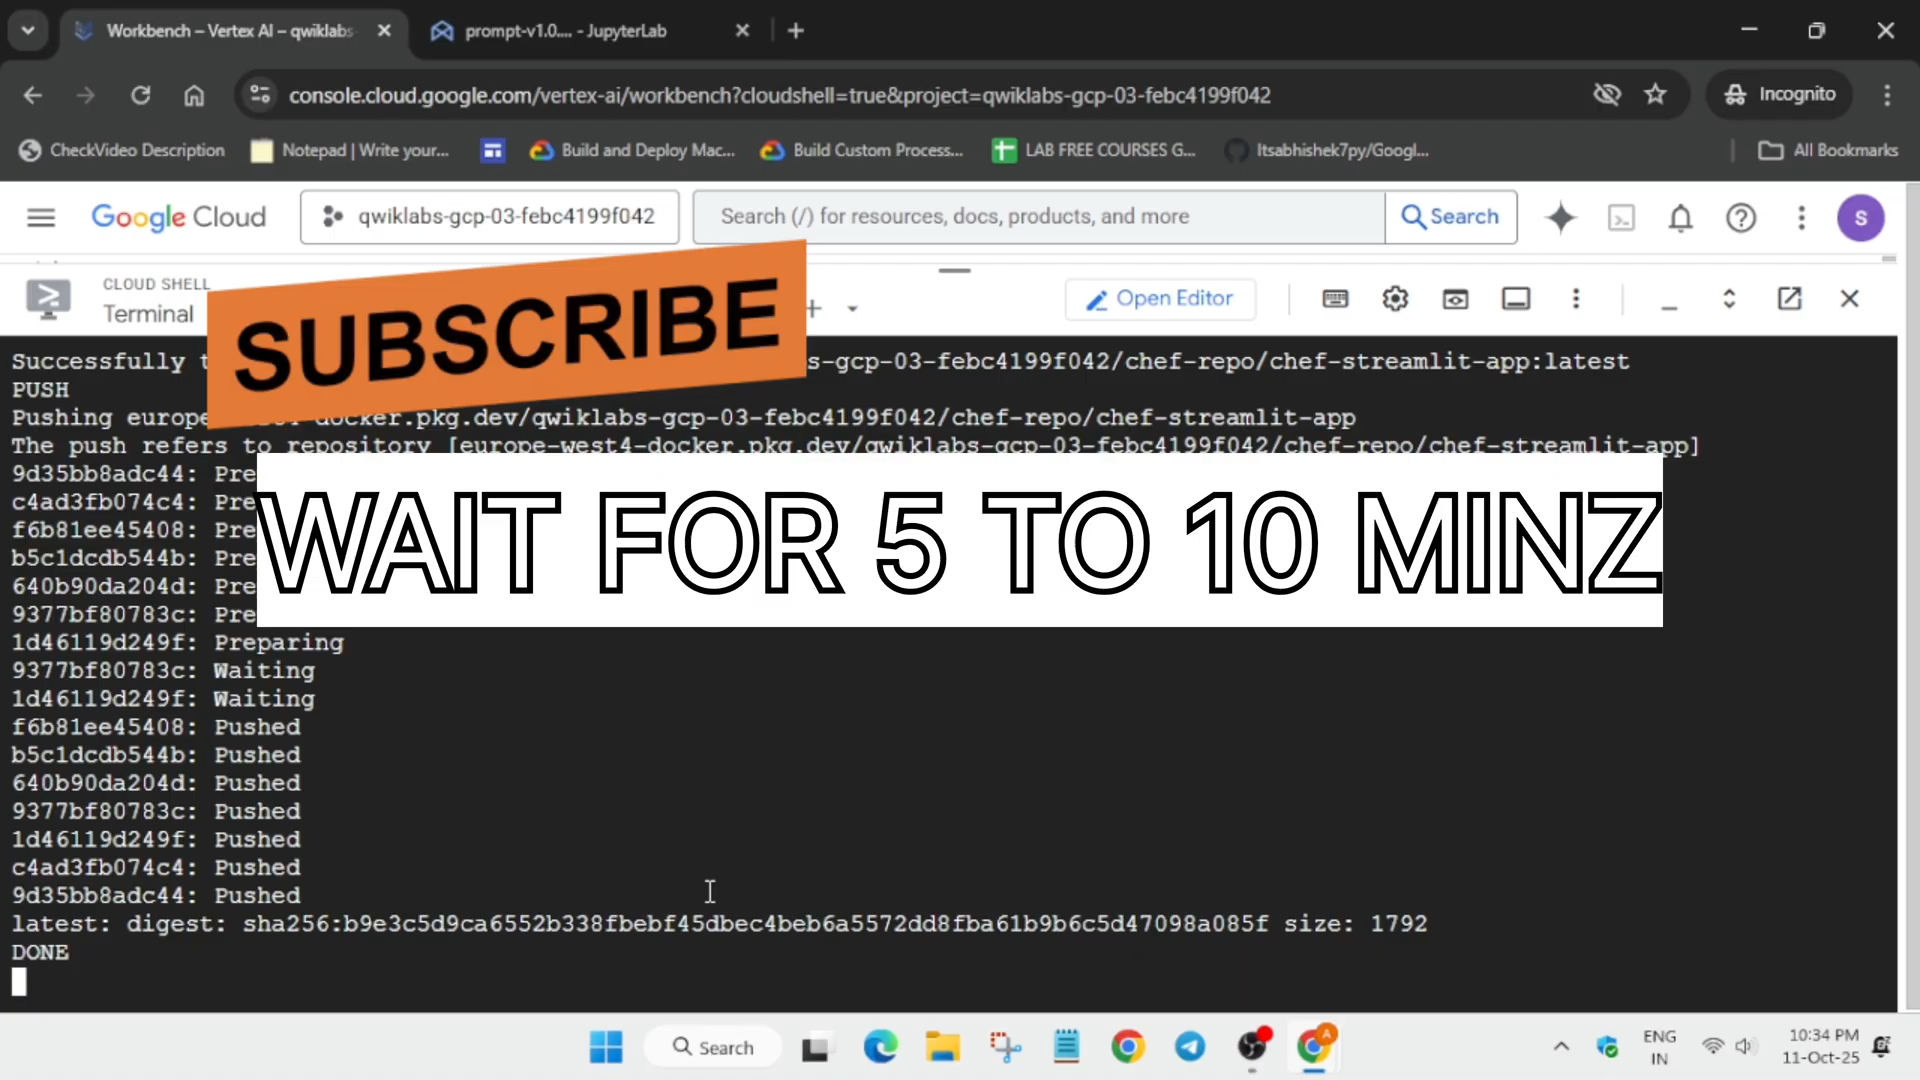 Workbench – Vertex AI – qwiklabs-
prompt-v1.0.... - JupyterLab
console.cloud.google.com/vertex-ai/workbench?cloudshell=true&project=qwiklabs-gcp-03-febc4199f042
Incognito
CheckVideo Description
Notepad | Write your...
Build and Deploy Mac...
Build Custom Process...
LAB FREE COURSES G...
Itsabhishek7py/Googl...
All Bookmarks
Google Cloud
qwiklabs-gcp-03-febc4199f042
Search (/) for resources, docs, products, and more
Search
S
CLOUD SHELL
Terminal
Open Editor
SUBSCRIBE
Successfully t
s-gcp-03-febc4199f042/chef-repo/chef-streamlit-app:latest
PUSH
Pushing europe
docker.pkg.dev/qwiklabs-gcp-03-febc4199f042/chef-repo/chef-streamlit-app
The push refers to repository [europe-west4-docker.pkg.dev/qwiklabs-gcp-03-febc4199f042/chef-repo/chef-streamlit-app]
9d35bb8adc44: Pre
c4ad3fb074c4: Pre
f6b81ee45408: Pre
b5c1dcdb544b: Pre
640b90da204d: Pre
9377bf80783c: Pre
WAIT FOR 5 TO 10 MINZ
1d46119d249f: Preparing
9377bf80783c: Waiting
1d46119d249f: Waiting
f6b81ee45408: Pushed
b5c1dcdb544b: Pushed
640b90da204d: Pushed
9377bf80783c: Pushed
1d46119d249f: Pushed
c4ad3fb074c4: Pushed
9d35bb8adc44: Pushed
latest: digest: sha256:b9e3c5d9ca6552b338fbebf45dbec4beb6a5572dd8fba61b9b6c5d47098a085f size: 1792
DONE
Search
A
ENG
IN
10:34 PM
11-Oct-25